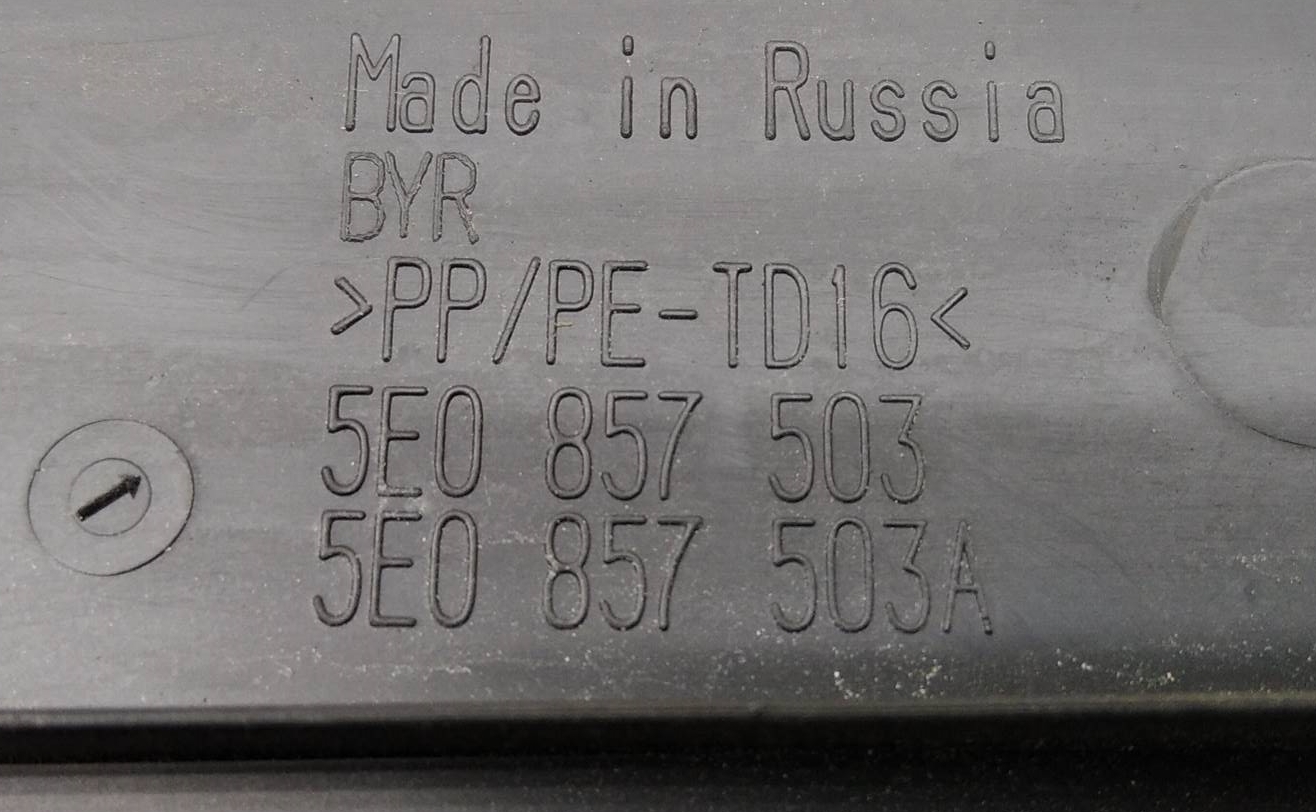 Made in Russia
BYR
>PP/PE-TD16<
5E0 857 503
5E0 857 503A